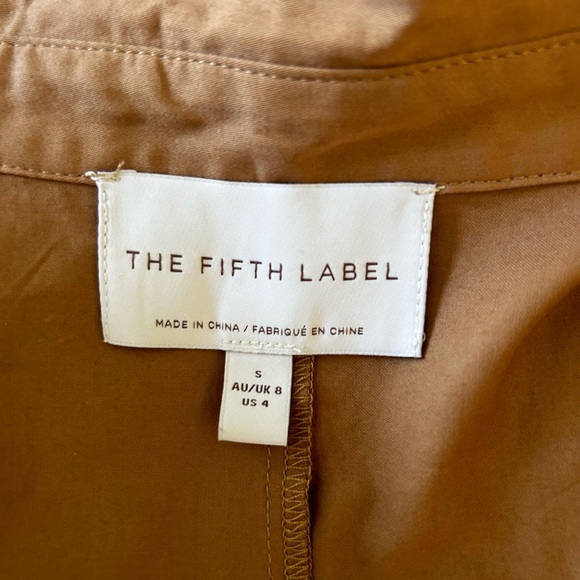 THE FIFTH LABEL
MADE IN CHINA / FABRIQUÉ EN CHINE
S
AU/UK 8
US 4